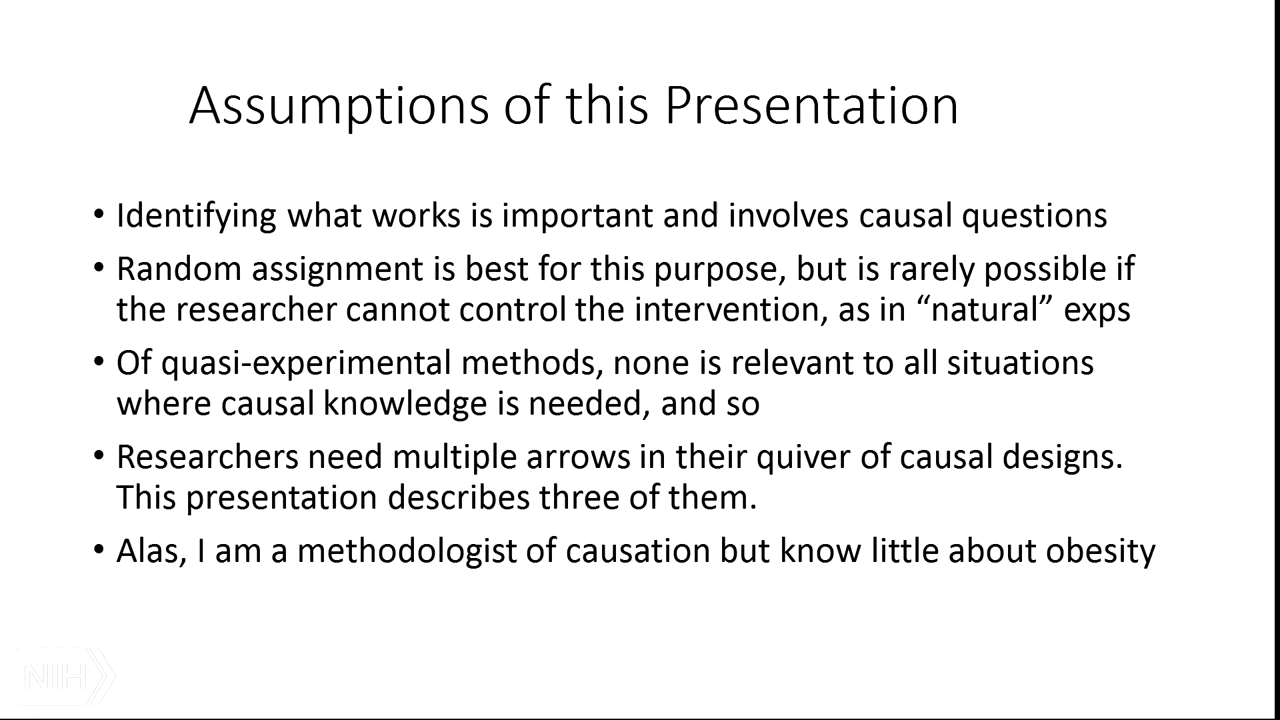 Assumptions of this Presentation
• Identifying what works is important and involves causal questions
• Random assignment is best for this purpose, but is rarely possible if
the researcher cannot control the intervention, as in “natural” exps
• Of quasi-experimental methods, none is relevant to all situations
where causal knowledge is needed, and so
• Researchers need multiple arrows in their quiver of causal designs.
This presentation describes three of them.
• Alas, I am a methodologist of causation but know little about obesity
NIH